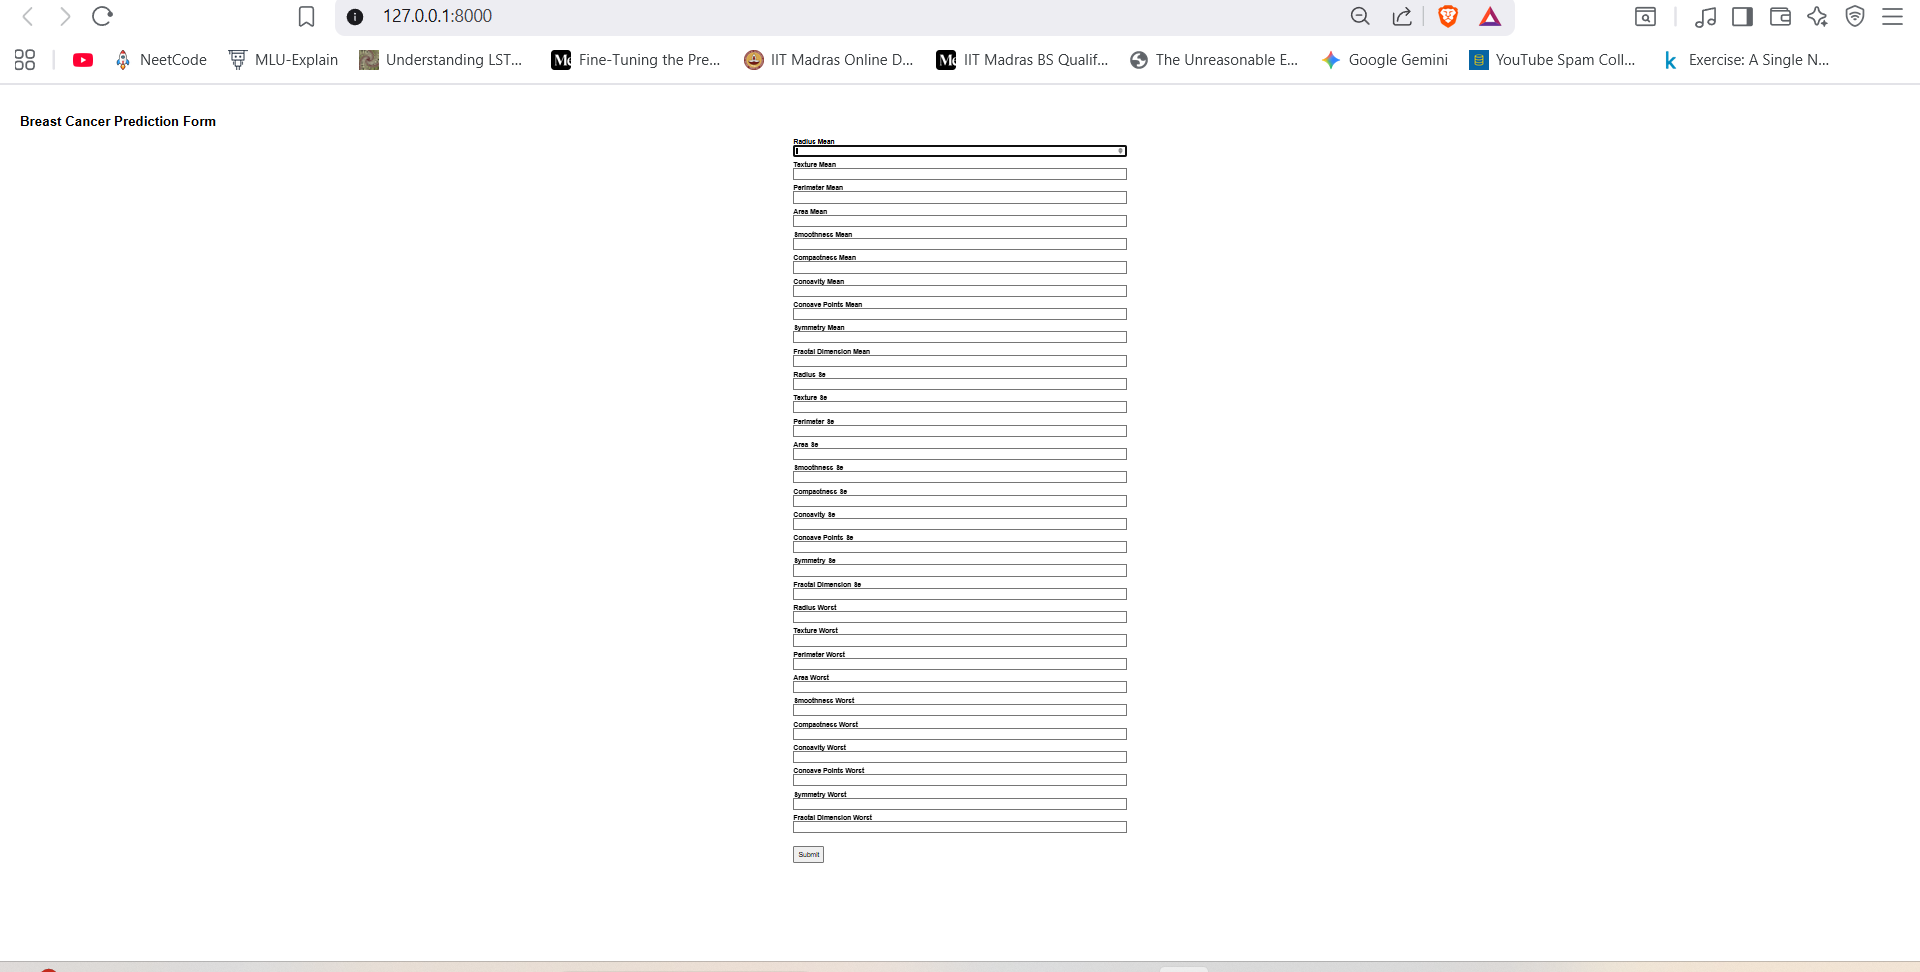 127.0.0.1:8000
NeetCode MLU-Explain Understanding LST... Fine-Tuning the Pre... IIT Madras Online D... IIT Madras BS Qualif... The Unreasonable E... Google Gemini YouTube Spam Coll... Exercise: A Single N...
Breast Cancer Prediction Form
Radius Mean
Texture Mean
Perimeter Mean
Area Mean
Smoothness Mean
Compactness Mean
Concavity Mean
Concave Points Mean
Symmetry Mean
Fractal Dimension Mean
Radius Se
Texture Se
Perimeter Se
Area Se
Smoothness Se
Compactness Se
Concavity Se
Concave Points Se
Symmetry Se
Fractal Dimension Se
Radius Worst
Texture Worst
Perimeter Worst
Area Worst
Smoothness Worst
Compactness Worst
Concavity Worst
Concave Points Worst
Symmetry Worst
Fractal Dimension Worst
Submit